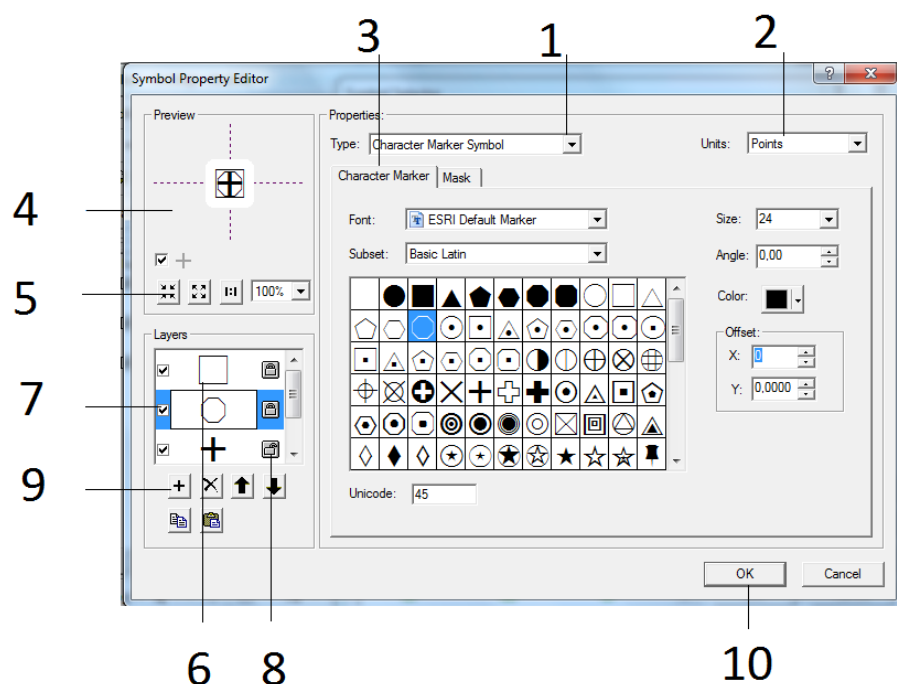 3 1 2
Symbol Property Editor
Preview
Properties:
Type: Character Marker Symbol
Units: Points
Character Marker Mask
4
Font: ESRI Default Marker
Size: 24
Subset: Basic Latin
Angle: 0,00
5
1:1 100%
Color:
Layers
Offset:
X: 0
7
Y: 0,0000
9
Unicode: 45
OK Cancel
6 8 10